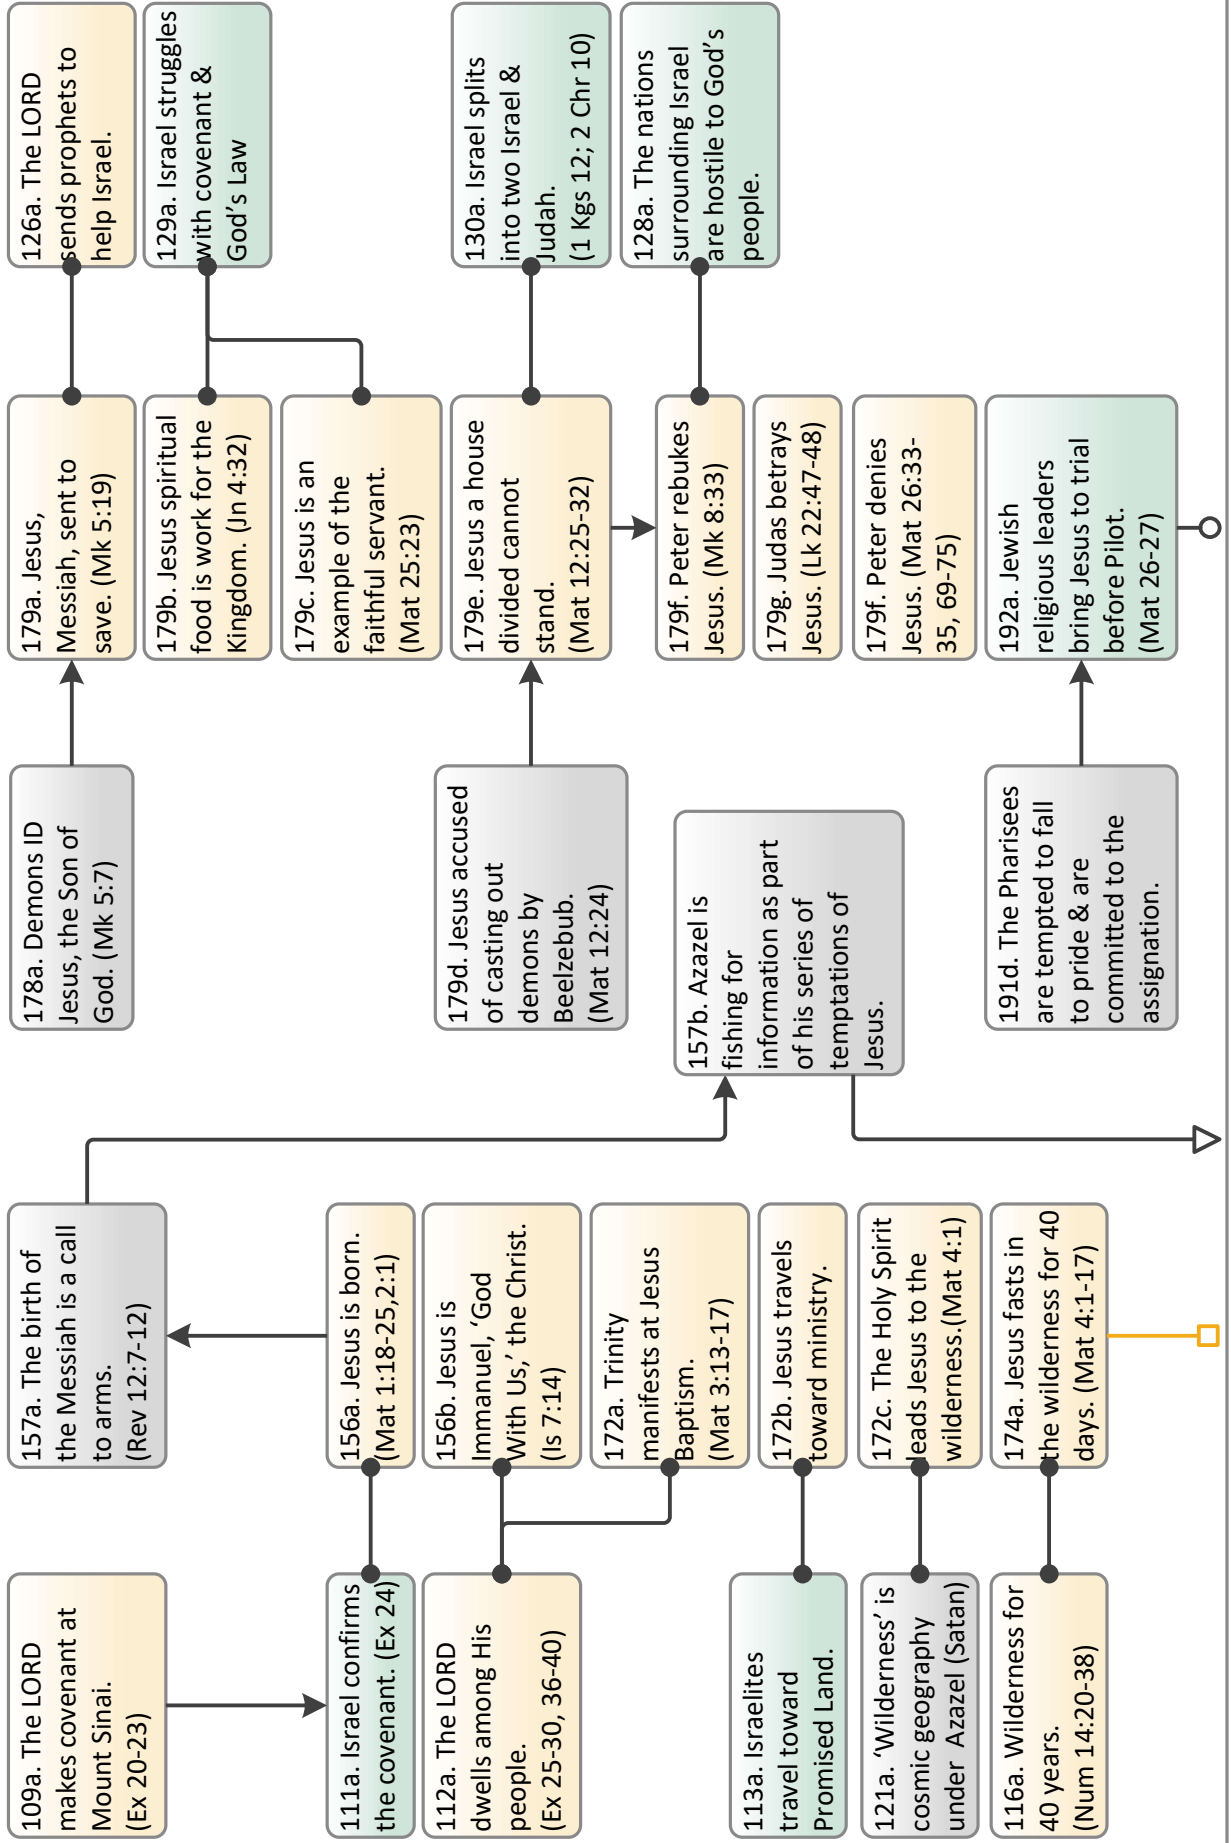 109a. The LORD
makes covenant at
Mount Sinai.
(Ex 20-23)
111a. Israel confirms
the covenant. (Ex 24)
112a. The LORD
dwells among His
people.
(Ex 25-30, 36-40)
113a. Israelites
travel toward
Promised Land.
121a. ‘Wilderness’ is
cosmic geography
under Azazel (Satan)
116a. Wilderness for
40 years.
(Num 14:20-38)
157a. The birth of
the Messiah is a call
to arms.
(Rev 12:7-12)
156a. Jesus is born.
(Mat 1:18-25,2:1)
156b. Jesus is
Immanuel, ‘God
With Us,’ the Christ.
(Is 7:14)
172a. Trinity
manifests at Jesus
Baptism.
(Mat 3:13-17)
172b. Jesus travels
toward ministry.
172c. The Holy Spirit
leads Jesus to the
wilderness.(Mat 4:1)
174a. Jesus fasts in
the wilderness for 40
days. (Mat 4:1-17)
178a. Demons ID
Jesus, the Son of
God. (Mk 5:7)
179d. Jesus accused
of casting out
demons by
Beelzebub.
(Mat 12:24)
157b. Azazel is
fishing for
information as part
of his series of
temptations of
Jesus.
191d. The Pharisees
are tempted to fall
to pride & are
committed to the
assignation.
179a. Jesus,
Messiah, sent to
save. (Mk 5:19)
179b. Jesus spiritual
food is work for the
Kingdom. (Jn 4:32)
179c. Jesus is an
example of the
faithful servant.
(Mat 25:23)
179e. Jesus a house
divided cannot
stand.
(Mat 12:25-32)
179f. Peter rebukes
Jesus. (Mk 8:33)
179g. Judas betrays
Jesus. (Lk 22:47-48)
179f. Peter denies
Jesus. (Mat 26:33-
35, 69-75)
192a. Jewish
religious leaders
bring Jesus to trial
before Pilot.
(Mat 26-27)
126a. The LORD
sends prophets to
help Israel.
129a. Israel struggles
with covenant &
God’s Law
130a. Israel splits
into two Israel &
Judah.
(1 Kgs 12; 2 Chr 10)
128a. The nations
surrounding Israel
are hostile to God’s
people.